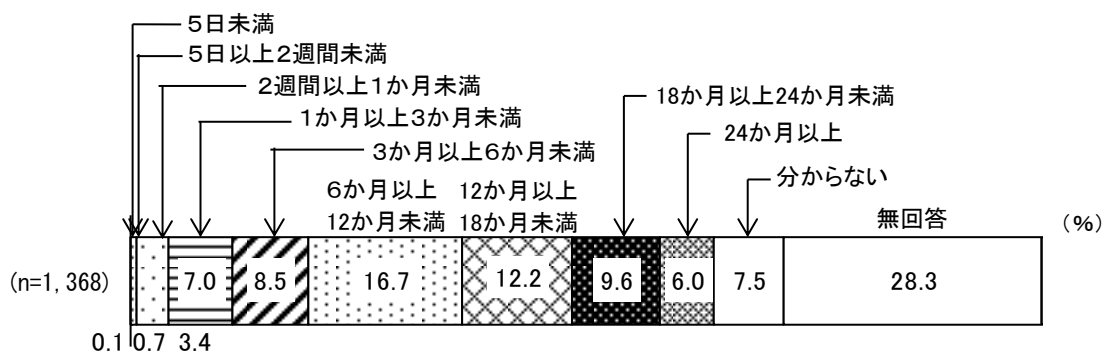 5日未満
5日以上2週間未満
2週間以上1か月未満
1か月以上3か月未満
3か月以上6か月未満
6か月以上
12か月未満
12か月以上
18か月未満
18か月以上24か月未満
24か月以上
分からない
無回答
(%)
(n=1,368)
7.0
8.5
16.7
12.2
9.6
6.0
7.5
28.3
0.1
0.7
3.4